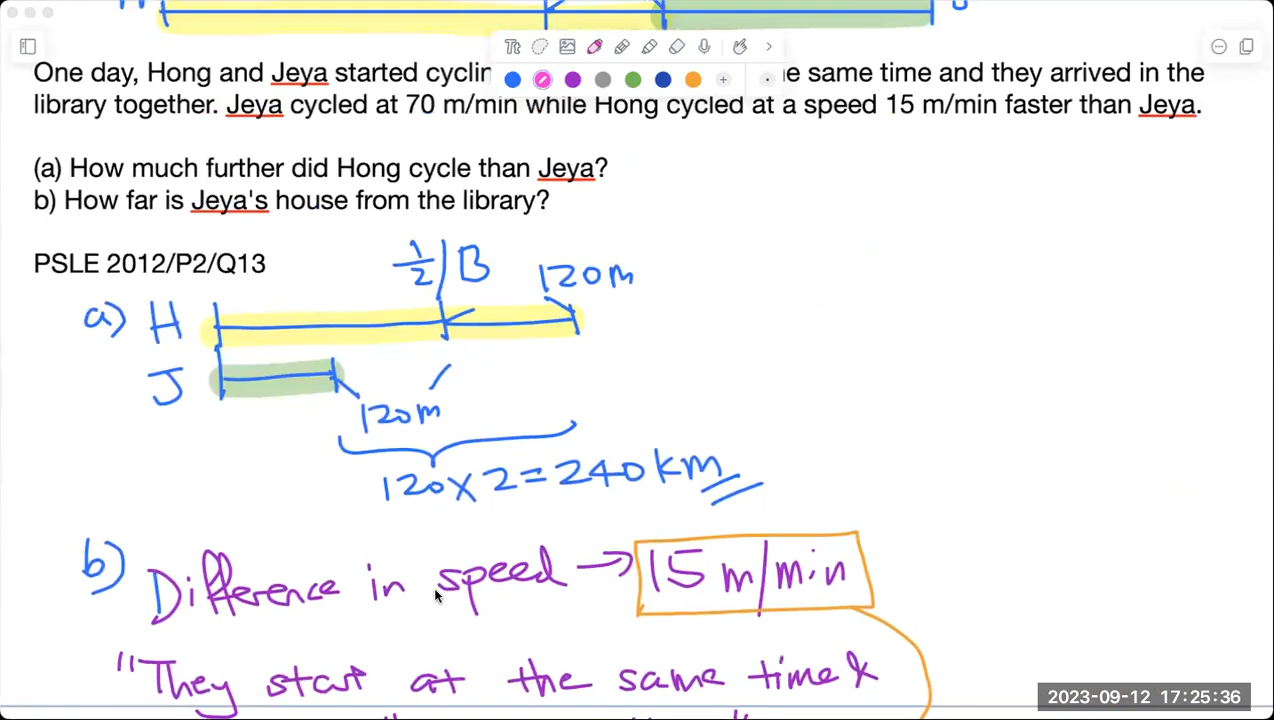 One day, Hong and Jeya started cyclin e same time and they arrived in the
library together. Jeya cycled at 70 m/min while Hong cycled at a speed 15 m/min faster than Jeya.
(a) How much further did Hong cycle than Jeya?
b) How far is Jeya's house from the library?
PSLE 2012/P2/Q13
1/2 B 120m
a) H
J
120m
120 x 2 = 240 km
b) Difference in speed → 15 m/min
"They start at the same time &
2023-09-12 17:25:36